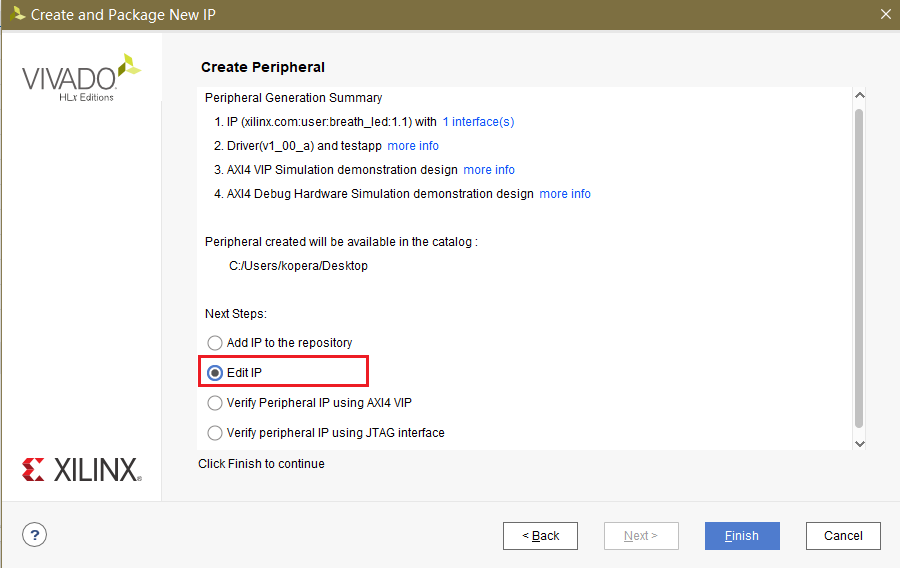 Create and Package New IP
VIVADO
HLx Editions
Create Peripheral
Peripheral Generation Summary
1. IP (xilinx.com:user:breath_led:1.1) with 1 interface(s)
2. Driver(v1_00_a) and testapp more info
3. AXI4 VIP Simulation demonstration design more info
4. AXI4 Debug Hardware Simulation demonstration design more info
Peripheral created will be available in the catalog :
C:/Users/kopera/Desktop
Next Steps:
Add IP to the repository
Edit IP
Verify Peripheral IP using AXI4 VIP
Verify peripheral IP using JTAG interface
Click Finish to continue
XILINX
?
< Back
Next >
Finish
Cancel